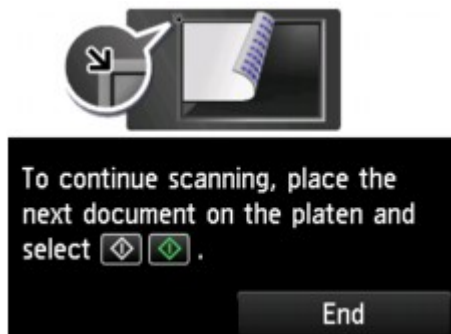 To continue scanning, place the
next document on the platen and
select .
End